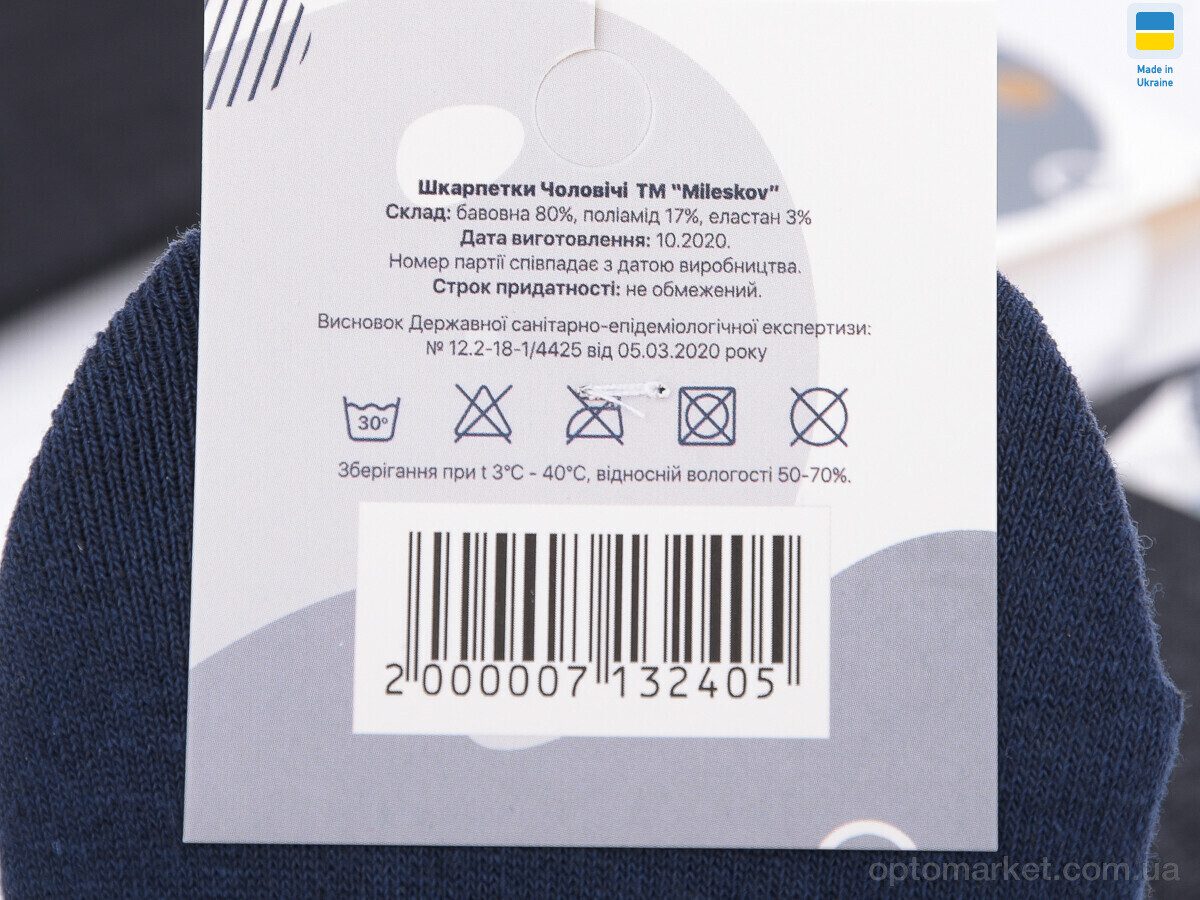 Made in
Ukraine
Шкарпетки Чоловічі ТМ "Mileskov"
Склад: бавовна 80%, поліамід 17%, еластан 3%
Дата виготовлення: 10.2020.
Номер партії співпадає з датою виробництва.
Строк придатності: не обмежений.
Висновок Державної санітарно-епідеміологічної експертизи:
№ 12.2-18-1/4425 від 05.03.2020 року
30°
Зберігання при t 3°С - 40°С, відносній вологості 50-70%.
2 000007 132405
optomarket.com.ua